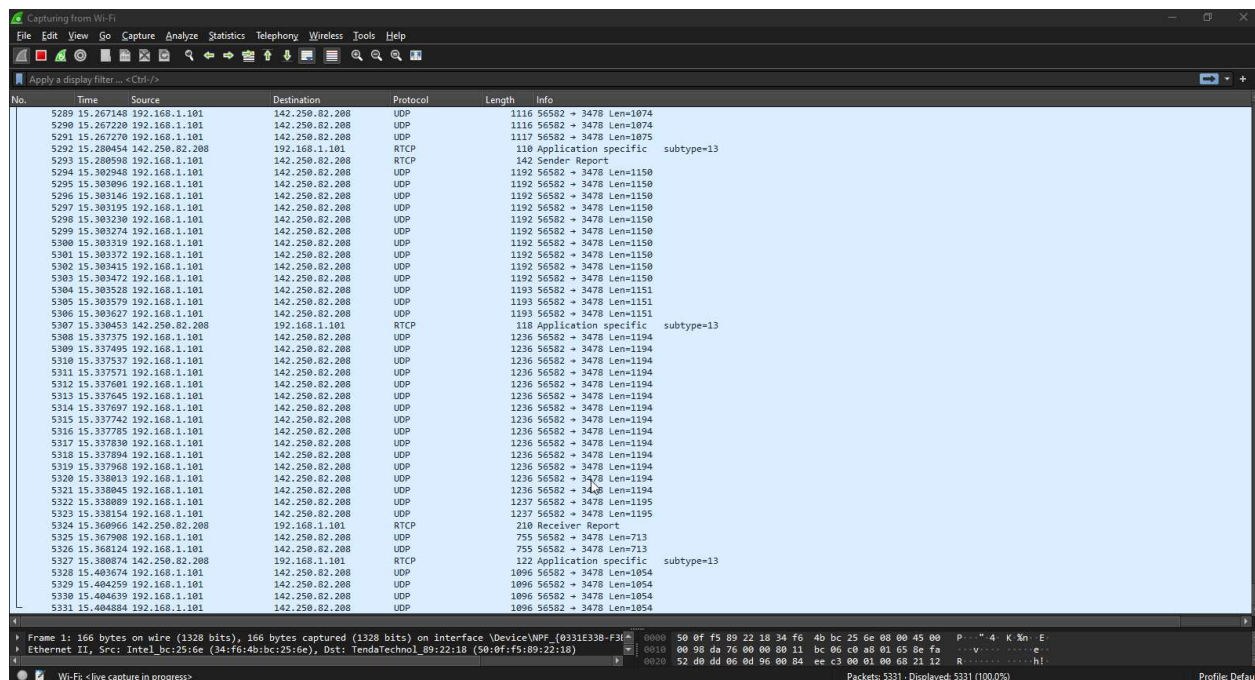 Capturing from Wi-Fi
File Edit View Go Capture Analyze Statistics Telephony Wireless Tools Help
Apply a display filter ... <Ctrl-/>
No. Time Source Destination Protocol Length Info
5289 15.267148 192.168.1.101 142.250.82.208 UDP 1116 56582 → 3478 Len=1074
5290 15.267220 192.168.1.101 142.250.82.208 UDP 1116 56582 → 3478 Len=1074
5291 15.267270 192.168.1.101 142.250.82.208 UDP 1117 56582 → 3478 Len=1075
5292 15.280454 142.250.82.208 192.168.1.101 RTCP 110 Application specific subtype=13
5293 15.280598 192.168.1.101 142.250.82.208 RTCP 142 Sender Report
5294 15.302948 192.168.1.101 142.250.82.208 UDP 1192 56582 → 3478 Len=1150
5295 15.303096 192.168.1.101 142.250.82.208 UDP 1192 56582 → 3478 Len=1150
5296 15.303146 192.168.1.101 142.250.82.208 UDP 1192 56582 → 3478 Len=1150
5297 15.303195 192.168.1.101 142.250.82.208 UDP 1192 56582 → 3478 Len=1150
5298 15.303230 192.168.1.101 142.250.82.208 UDP 1192 56582 → 3478 Len=1150
5299 15.303274 192.168.1.101 142.250.82.208 UDP 1192 56582 → 3478 Len=1150
5300 15.303319 192.168.1.101 142.250.82.208 UDP 1192 56582 → 3478 Len=1150
5301 15.303372 192.168.1.101 142.250.82.208 UDP 1192 56582 → 3478 Len=1150
5302 15.303415 192.168.1.101 142.250.82.208 UDP 1192 56582 → 3478 Len=1150
5303 15.303472 192.168.1.101 142.250.82.208 UDP 1192 56582 → 3478 Len=1150
5304 15.303528 192.168.1.101 142.250.82.208 UDP 1193 56582 → 3478 Len=1151
5305 15.303579 192.168.1.101 142.250.82.208 UDP 1193 56582 → 3478 Len=1151
5306 15.303627 192.168.1.101 142.250.82.208 UDP 1193 56582 → 3478 Len=1151
5307 15.330453 142.250.82.208 192.168.1.101 RTCP 118 Application specific subtype=13
5308 15.337375 192.168.1.101 142.250.82.208 UDP 1236 56582 → 3478 Len=1194
5309 15.337495 192.168.1.101 142.250.82.208 UDP 1236 56582 → 3478 Len=1194
5310 15.337537 192.168.1.101 142.250.82.208 UDP 1236 56582 → 3478 Len=1194
5311 15.337571 192.168.1.101 142.250.82.208 UDP 1236 56582 → 3478 Len=1194
5312 15.337601 192.168.1.101 142.250.82.208 UDP 1236 56582 → 3478 Len=1194
5313 15.337645 192.168.1.101 142.250.82.208 UDP 1236 56582 → 3478 Len=1194
5314 15.337697 192.168.1.101 142.250.82.208 UDP 1236 56582 → 3478 Len=1194
5315 15.337742 192.168.1.101 142.250.82.208 UDP 1236 56582 → 3478 Len=1194
5316 15.337785 192.168.1.101 142.250.82.208 UDP 1236 56582 → 3478 Len=1194
5317 15.337830 192.168.1.101 142.250.82.208 UDP 1236 56582 → 3478 Len=1194
5318 15.337894 192.168.1.101 142.250.82.208 UDP 1236 56582 → 3478 Len=1194
5319 15.337968 192.168.1.101 142.250.82.208 UDP 1236 56582 → 3478 Len=1194
5320 15.338013 192.168.1.101 142.250.82.208 UDP 1236 56582 → 3478 Len=1194
5321 15.338045 192.168.1.101 142.250.82.208 UDP 1236 56582 → 3478 Len=1194
5322 15.338089 192.168.1.101 142.250.82.208 UDP 1237 56582 → 3478 Len=1195
5323 15.338154 192.168.1.101 142.250.82.208 UDP 1237 56582 → 3478 Len=1195
5324 15.360966 142.250.82.208 192.168.1.101 RTCP 210 Receiver Report
5325 15.367908 192.168.1.101 142.250.82.208 UDP 755 56582 → 3478 Len=713
5326 15.368124 192.168.1.101 142.250.82.208 UDP 755 56582 → 3478 Len=713
5327 15.380874 142.250.82.208 192.168.1.101 RTCP 122 Application specific subtype=13
5328 15.403674 192.168.1.101 142.250.82.208 UDP 1096 56582 → 3478 Len=1054
5329 15.404259 192.168.1.101 142.250.82.208 UDP 1096 56582 → 3478 Len=1054
5330 15.404639 192.168.1.101 142.250.82.208 UDP 1096 56582 → 3478 Len=1054
5331 15.404884 192.168.1.101 142.250.82.208 UDP 1096 56582 → 3478 Len=1054
Frame 1: 166 bytes on wire (1328 bits), 166 bytes captured (1328 bits) on interface \Device\NPF_{0331E33B-F3 0000 50 0f f5 89 22 18 34 f6 4b bc 25 6e 08 00 45 00 P···"·4· K·%n··E·
Ethernet II, Src: Intel_bc:25:6e (34:f6:4b:bc:25:6e), Dst: TendaTechnol_89:22:18 (50:0f:f5:89:22:18) 0010 00 98 da 76 00 00 80 11 bc 06 c0 a8 01 65 8e fa ···v···· ·····e··
0020 52 d0 dd 06 0d 96 00 84 ee c3 00 01 00 68 21 12 R······· ·····h!·
Wi-Fi: <live capture in progress> Packets: 5331 · Displayed: 5331 (100.0%) Profile: Defau